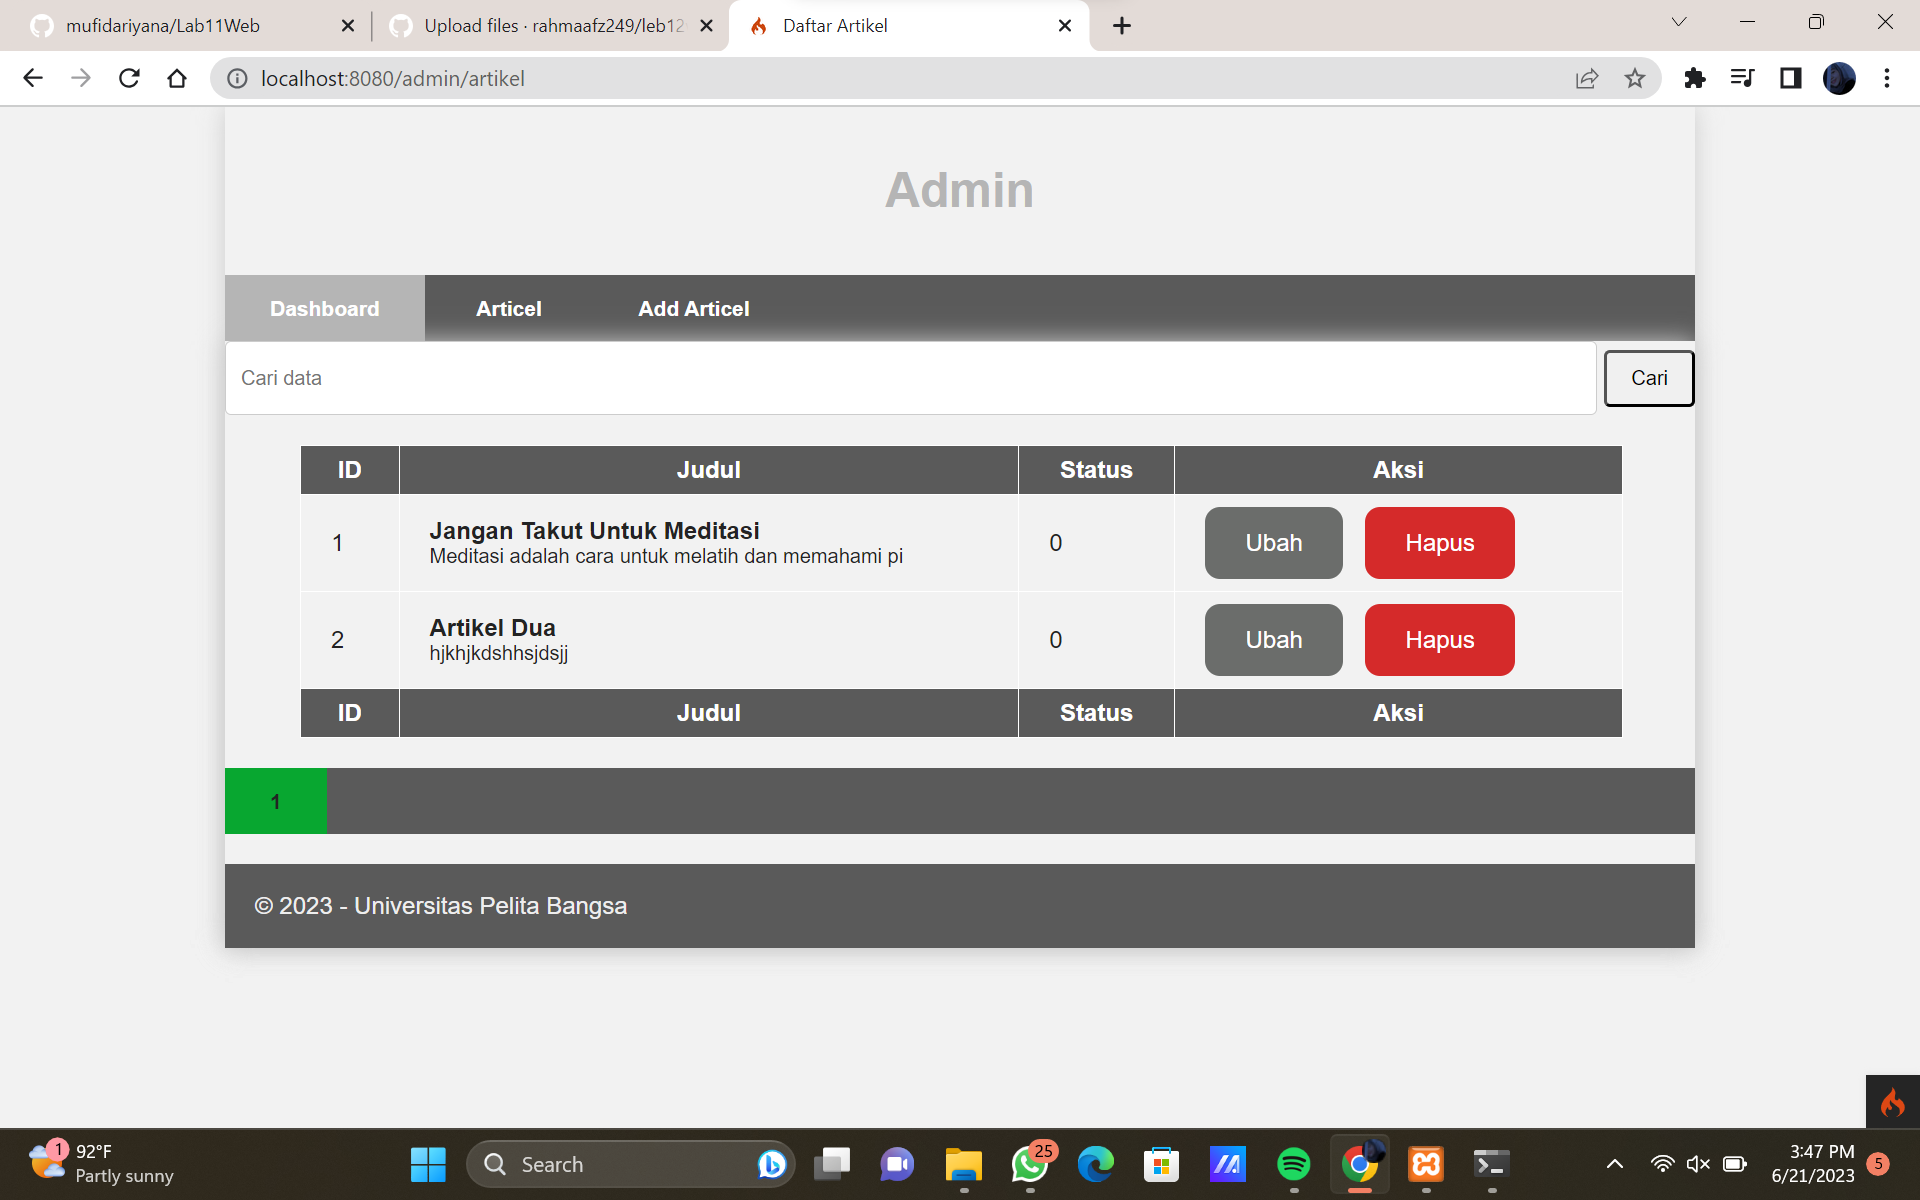 mufidariyana/Lab11Web
Upload files · rahmaafz249/leb12
Daftar Artikel
localhost:8080/admin/artikel
Admin
Dashboard Articel Add Articel
Cari data Cari
ID Judul Status Aksi
1 Jangan Takut Untuk Meditasi 0 Ubah Hapus
Meditasi adalah cara untuk melatih dan memahami pi
2 Artikel Dua 0 Ubah Hapus
hjkhjkdshhsjdsjj
ID Judul Status Aksi
1
© 2023 - Universitas Pelita Bangsa
1 92°F
Partly sunny
Search
25
3:47 PM
6/21/2023
5